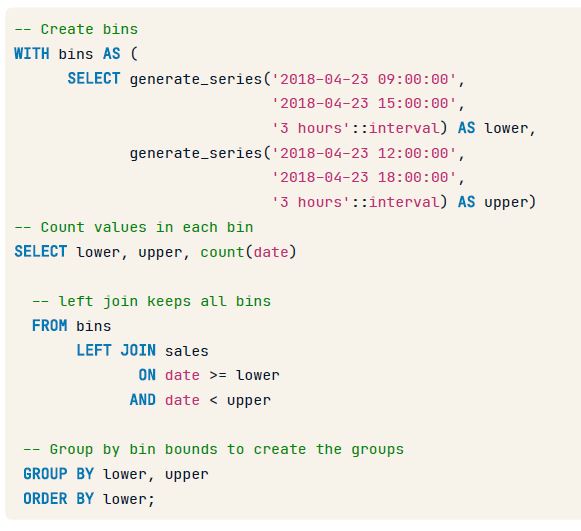 -- Create bins
WITH bins AS (
      SELECT generate_series('2018-04-23 09:00:00',
                             '2018-04-23 15:00:00',
                             '3 hours'::interval) AS lower,
             generate_series('2018-04-23 12:00:00',
                             '2018-04-23 18:00:00',
                             '3 hours'::interval) AS upper)
-- Count values in each bin
SELECT lower, upper, count(date)
  -- left join keeps all bins
  FROM bins
       LEFT JOIN sales
              ON date >= lower
             AND date < upper
 -- Group by bin bounds to create the groups
 GROUP BY lower, upper
 ORDER BY lower;